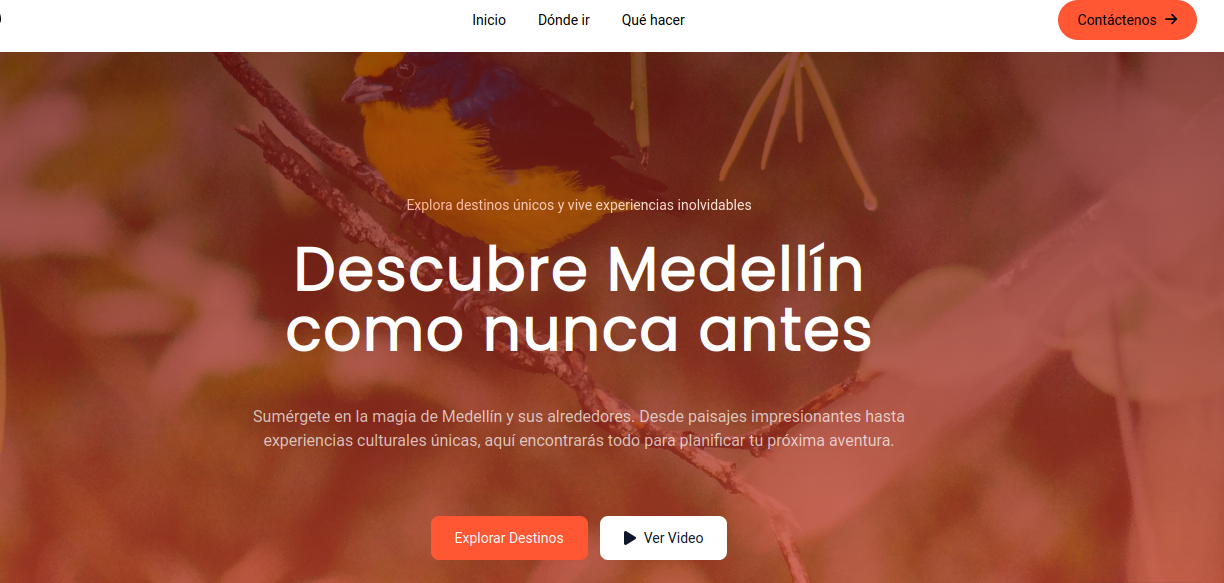 Inicio Dónde ir Qué hacer Contáctenos
Explora destinos únicos y vive experiencias inolvidables
Descubre Medellín
como nunca antes
Sumérgete en la magia de Medellín y sus alrededores. Desde paisajes impresionantes hasta
experiencias culturales únicas, aquí encontrarás todo para planificar tu próxima aventura.
Explorar Destinos Ver Video